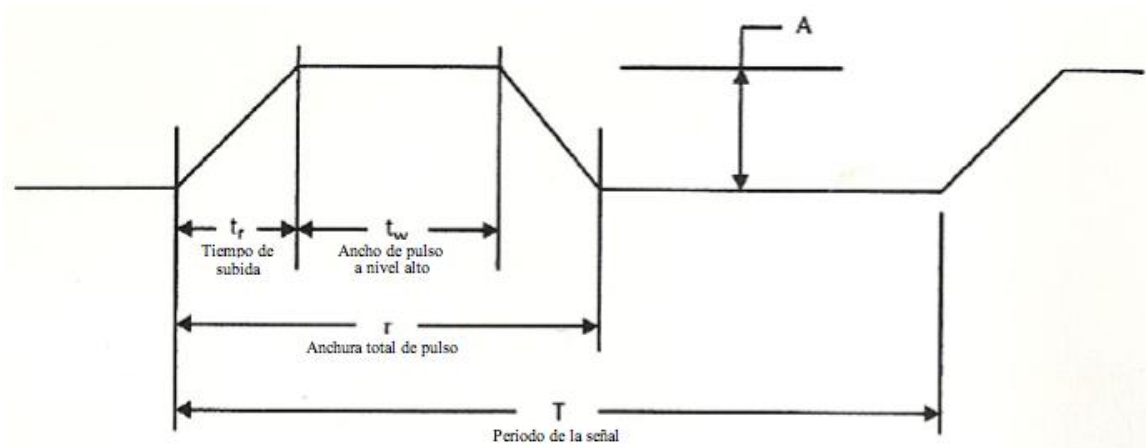 A
tr
Tiempo de
subida
tw
Ancho de pulso
a nivel alto
r
Anchura total de pulso
T
Periodo de la señal